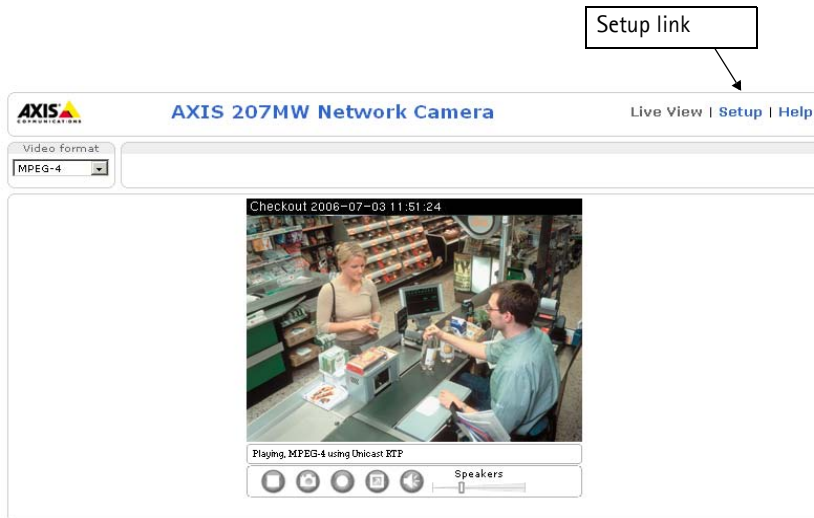 Setup link
AXIS COMMUNICATIONS
AXIS 207MW Network Camera
Live View | Setup | Help
Video format
MPEG-4
Checkout 2006-07-03 11:51:24
Playing, MPEG-4 using Unicast RTP
Speakers